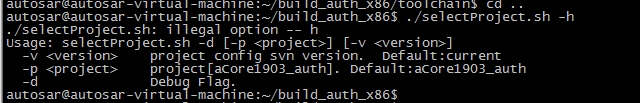 autosar@autosar-virtual-machine:~/build_auth_x86/toolchain$ cd ..
autosar@autosar-virtual-machine:~/build_auth_x86$ ./selectProject.sh -h
./selectProject.sh: illegal option -- h
Usage: selectProject.sh -d [-p <project>] [-v <version>]
-v <version> project config svn version. Default:current
-p <project> project[aCore1903_auth]. Default:aCore1903_auth
-d Debug Flag.
autosar@autosar-virtual-machine:~/build_auth_x86$